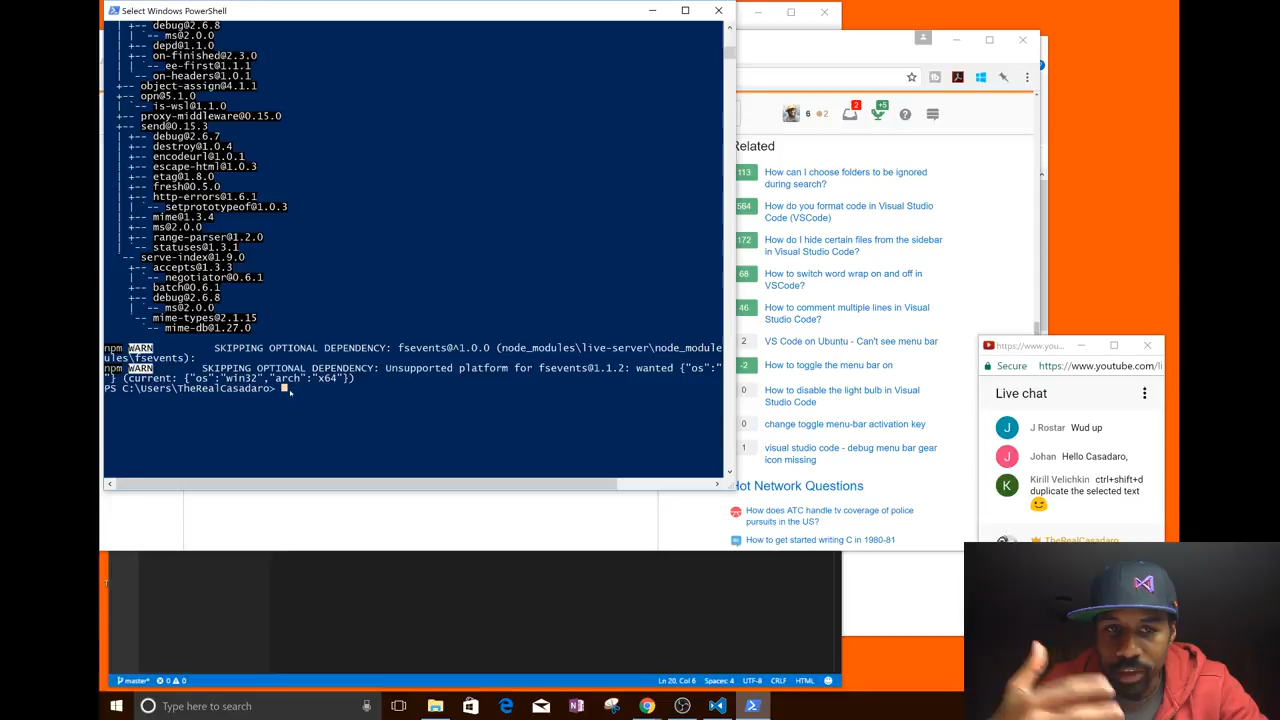 Select Windows PowerShell
| +-- debug@2.6.8
| | `-- ms@2.0.0
| +-- depd@1.1.0
| +-- on-finished@2.3.0
| | `-- ee-first@1.1.1
| `-- on-headers@1.0.1
+-- object-assign@4.1.1
+-- opn@5.1.0
| `-- is-wsl@1.1.0
+-- proxy-middleware@0.15.0
+-- send@0.15.3
| +-- debug@2.6.7
| +-- destroy@1.0.4
| +-- encodeurl@1.0.1
| +-- escape-html@1.0.3
| +-- etag@1.8.0
| +-- fresh@0.5.0
| +-- http-errors@1.6.1
| | `-- setprototypeof@1.0.3
| +-- mime@1.3.4
| +-- ms@2.0.0
| +-- range-parser@1.2.0
| `-- statuses@1.3.1
`-- serve-index@1.9.0
+-- accepts@1.3.3
| `-- negotiator@0.6.1
+-- batch@0.6.1
+-- debug@2.6.8
| `-- ms@2.0.0
`-- mime-types@2.1.15
`-- mime-db@1.27.0
npm WARN SKIPPING OPTIONAL DEPENDENCY: fsevents@^1.0.0 (node_modules\live-server\node_mod
ules\fsevents):
npm WARN SKIPPING OPTIONAL DEPENDENCY: Unsupported platform for fsevents@1.1.2: wanted {"os":"
"} (current: {"os":"win32","arch":"x64"})
PS C:\Users\TheRealCasadaro>
6 2
2 +5
Related
113 How can I choose folders to be ignored
during search?
564 How do you format code in Visual Studio
Code (VSCode)
172 How do I hide certain files from the sidebar
in Visual Studio Code?
68 How to switch word wrap on and off in
VSCode?
46 How to comment multiple lines in Visual
Studio Code?
2 VS Code on Ubuntu - Can't see menu bar
-2 How to toggle the menu bar on
0 How to disable the light bulb in Visual
Studio Code
0 change toggle menu-bar activation key
1 visual studio code - debug menu bar gear
icon missing
Hot Network Questions
How does ATC handle tv coverage of police
pursuits in the US?
How to get started writing C in 1980-81
https://www.you...
Secure https://www.youtube.com/li
Live chat
J J Rostar Wud up
J Johan Hello Casadaro,
K Kirill Velichkin ctrl+shift+d
duplicate the selected text
TheRealCasadaro
master* 0 0 Ln 20, Col 6 Spaces: 4 UTF-8 CRLF HTML
Type here to search